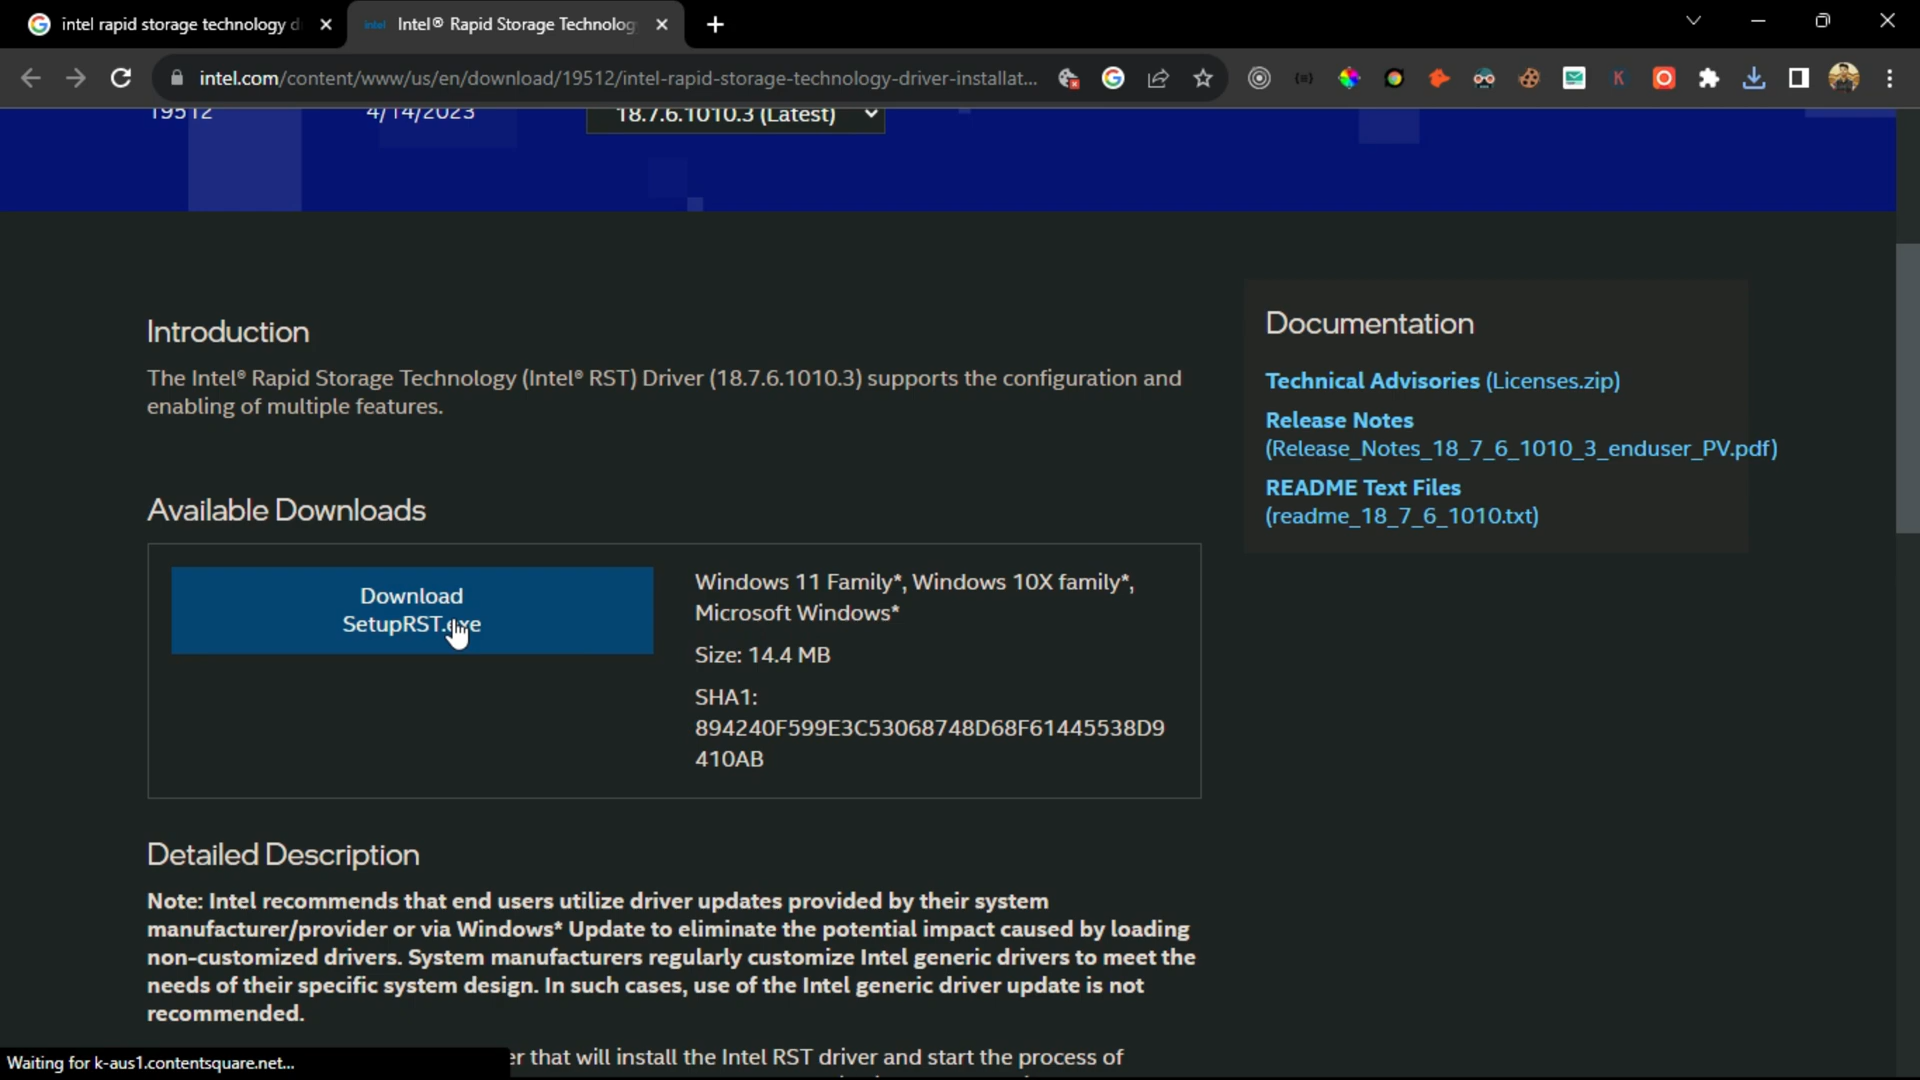 intel rapid storage technology d
intel Intel® Rapid Storage Technolog
intel.com/content/www/us/en/download/19512/intel-rapid-storage-technology-driver-installat...
19512 4/14/2023 18.7.6.1010.3 (Latest)
Introduction
The Intel® Rapid Storage Technology (Intel® RST) Driver (18.7.6.1010.3) supports the configuration and
enabling of multiple features.
Available Downloads
Download
SetupRST.exe
Windows 11 Family*, Windows 10X family*,
Microsoft Windows*
Size: 14.4 MB
SHA1:
894240F599E3C53068748D68F61445538D9
410AB
Detailed Description
Note: Intel recommends that end users utilize driver updates provided by their system
manufacturer/provider or via Windows* Update to eliminate the potential impact caused by loading
non-customized drivers. System manufacturers regularly customize Intel generic drivers to meet the
needs of their specific system design. In such cases, use of the Intel generic driver update is not
recommended.
er that will install the Intel RST driver and start the process of
Documentation
Technical Advisories (Licenses.zip)
Release Notes
(Release_Notes_18_7_6_1010_3_enduser_PV.pdf)
README Text Files
(readme_18_7_6_1010.txt)
Waiting for k-aus1.contentsquare.net...